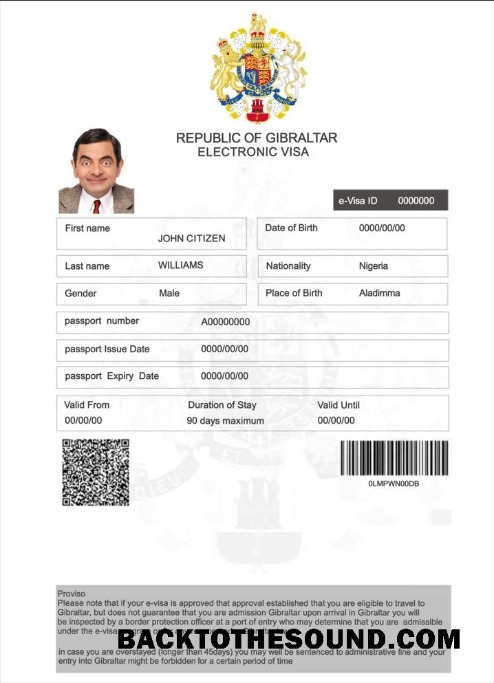 REPUBLIC OF GIBRALTAR
ELECTRONIC VISA
e-Visa ID 0000000
First name JOHN CITIZEN
Date of Birth 0000/00/00
Last name WILLIAMS
Nationality Nigeria
Gender Male
Place of Birth Aladimma
passport number A00000000
passport Issue Date 0000/00/00
passport Expiry Date 0000/00/00
Valid From Duration of Stay Valid Until
00/00/00 90 days maximum 00/00/00
0LMPWN00DB
Proviso
Please note that if your e-visa is approved that approval established that you are eligible to travel to
Gibraltar, but does not guarantee that you are admission Gibraltar upon arrival in Gibraltar you will
be inspected by a border protection officer at a port of entry who may determine that you are admissible
under the e-visa
BACKTOTHESOUND.COM
in case you are overstayed (longer than 45days) you may well be sentenced to administrative fine and your
entry into Gibraltar might be forbidden for a certain period of time